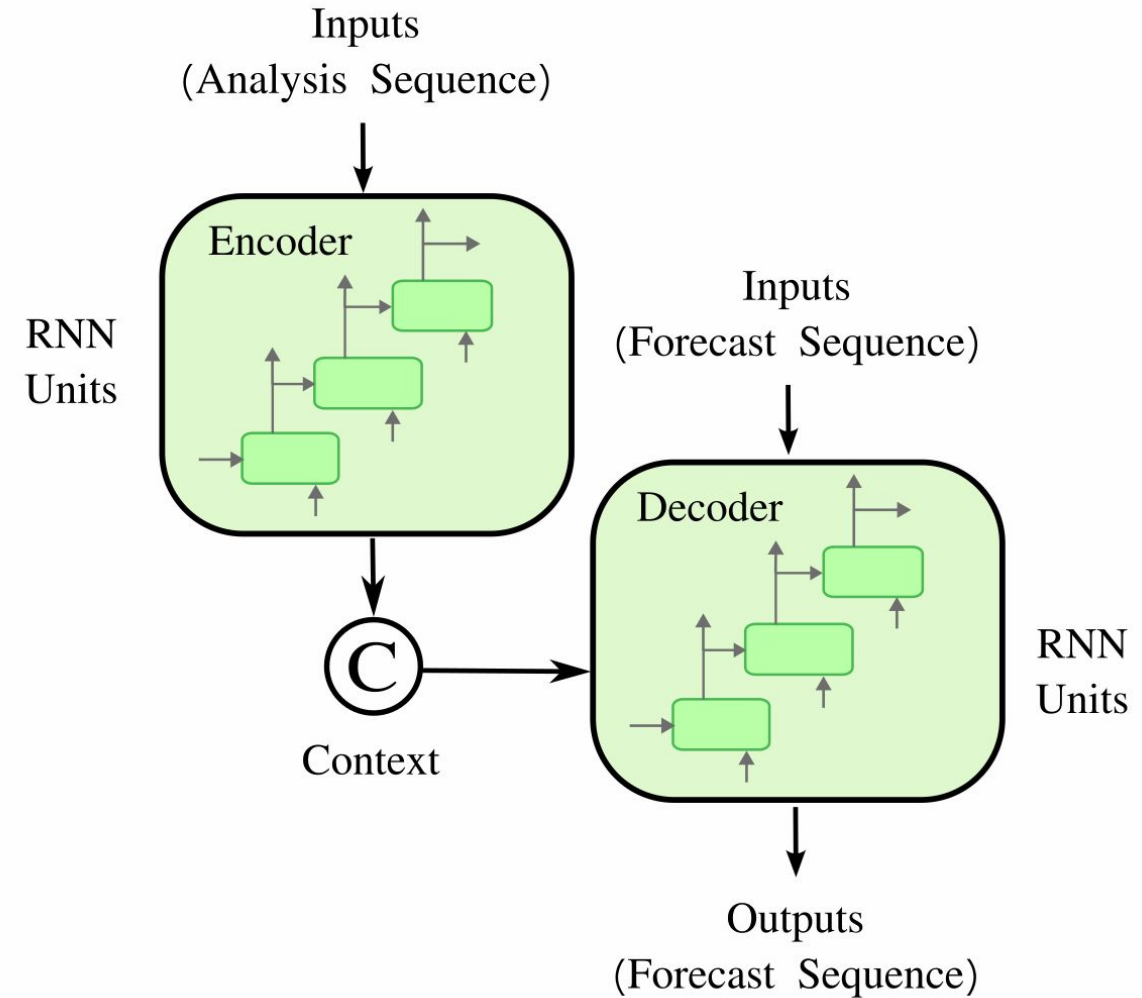 Inputs
(Analysis Sequence)
Encoder
RNN
Units
Inputs
(Forecast Sequence)
Decoder
C
Context
RNN
Units
Outputs
(Forecast Sequence)